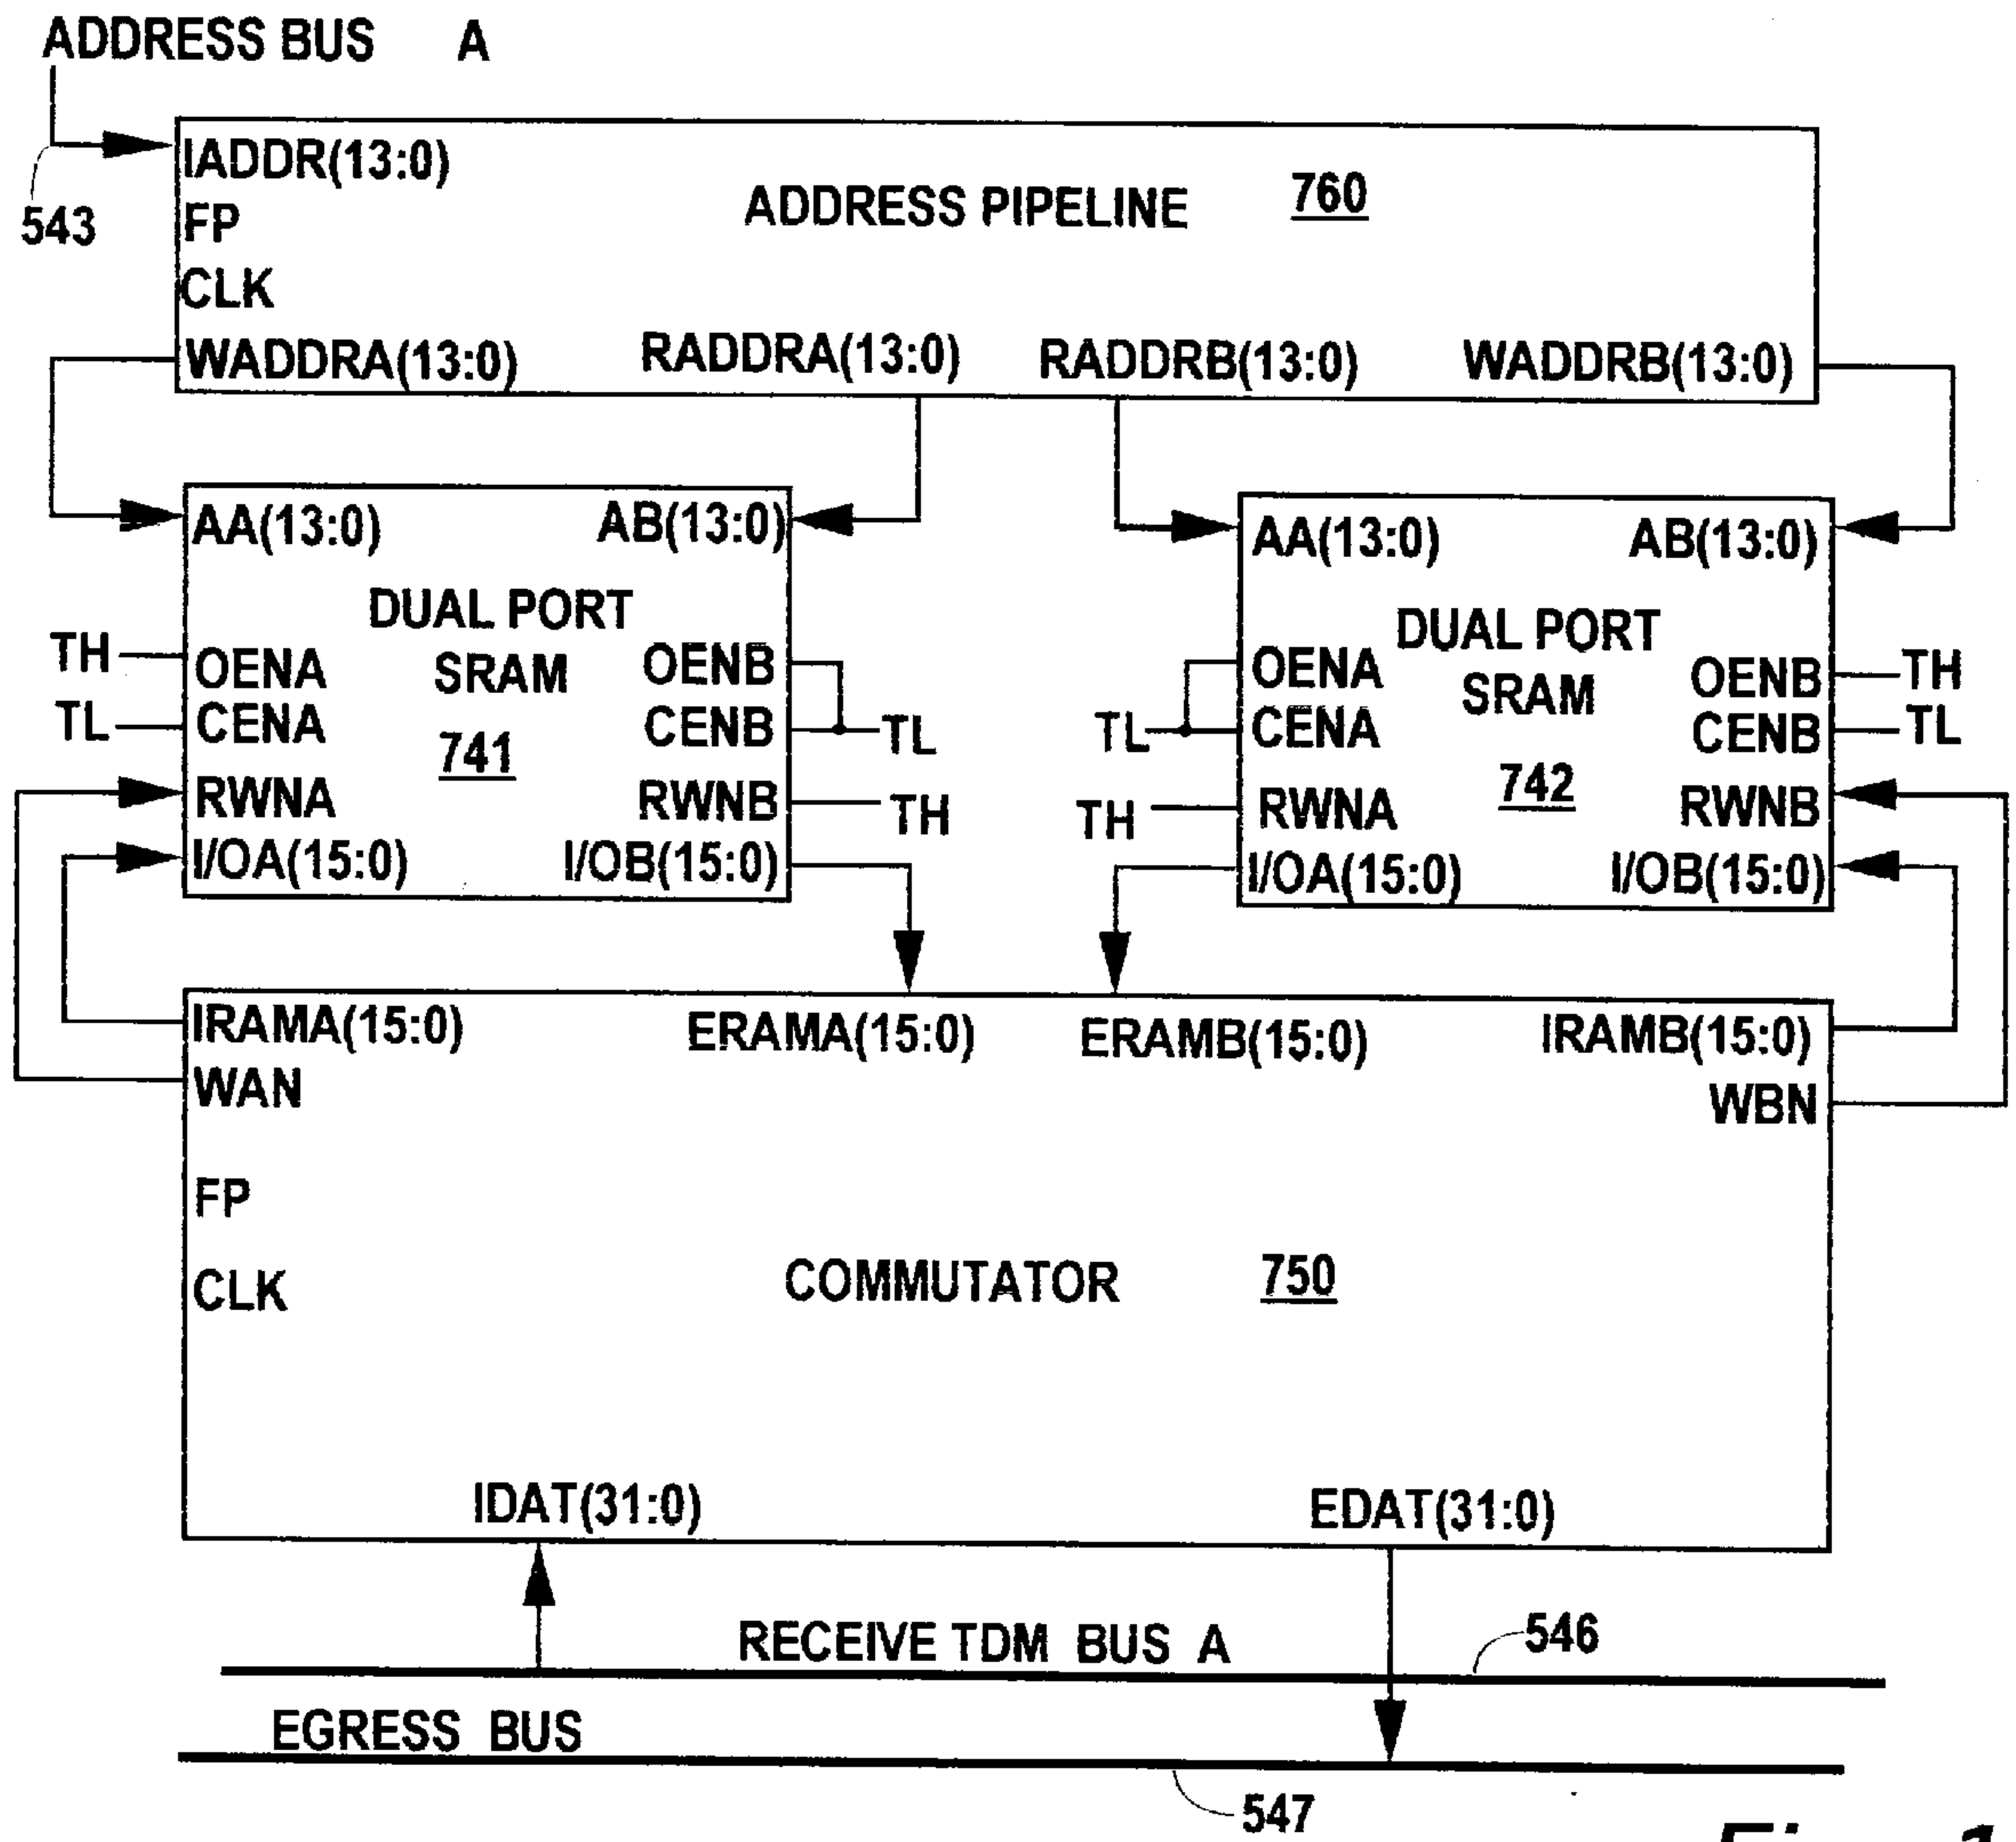 ADDRESS BUS A
543
IADDR(13:0)
FP
CLK
ADDRESS PIPELINE 760
WADDRA(13:0) RADDRA(13:0) RADDRB(13:0) WADDRB(13:0)
AA(13:0) AB(13:0)
DUAL PORT
SRAM
741
TH OENA OENB
TL CENA CENB TL
RWNA RWNB TH
I/OA(15:0) I/OB(15:0)
AA(13:0) AB(13:0)
DUAL PORT
SRAM
742
OENA OENB TH
TL CENA CENB TL
TH RWNA RWNB
I/OA(15:0) I/OB(15:0)
IRAMA(15:0) ERAMA(15:0) ERAMB(15:0) IRAMB(15:0)
WAN WBN
FP
CLK
COMMUTATOR 750
IDAT(31:0) EDAT(31:0)
RECEIVE TDM BUS A 546
EGRESS BUS
547